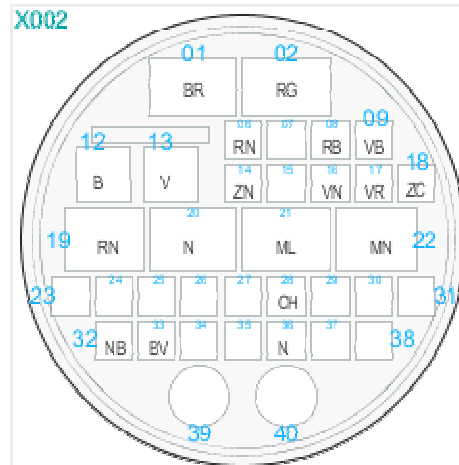 X002
01 02
BR RG
06 07 08 09
RN RB VB
12 13
B V
14 15 16 17 18
ZN VN VR ZC
19 20 21 22
RN N ML MN
23 24 25 26 27 28 29 30 31
CH
32 33 34 35 36 37 38
NB BV N
39 40